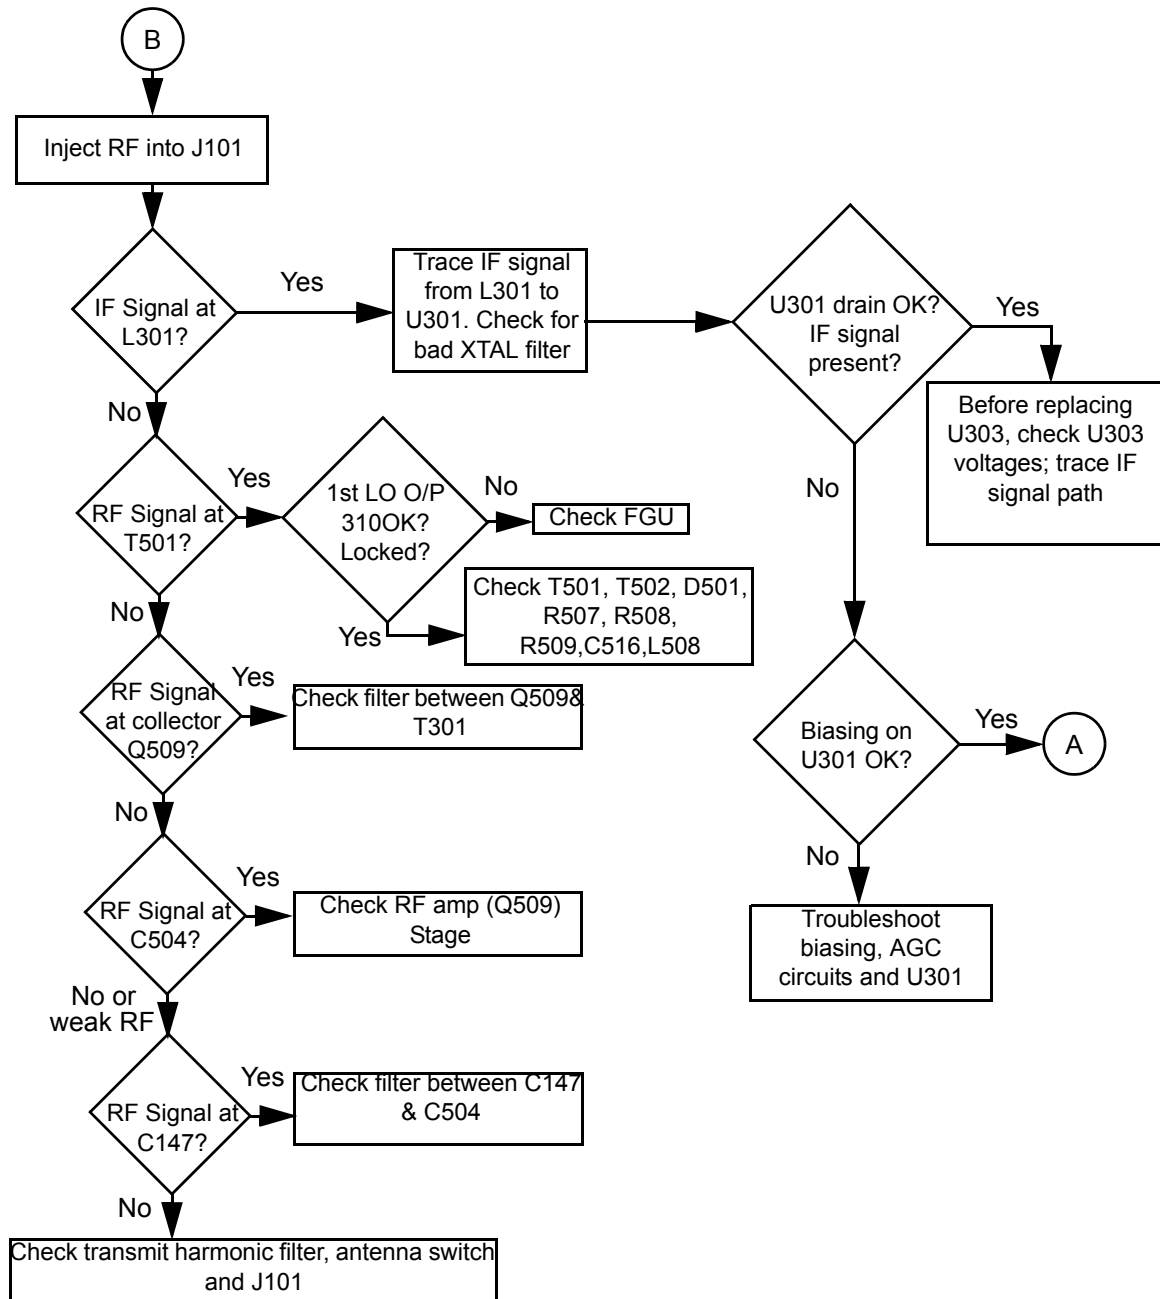 B
Inject RF into J101
IF Signal at
L301?
Yes
Trace IF signal
from L301 to
U301. Check for
bad XTAL filter
U301 drain OK?
IF signal
present?
Yes
Before replacing
U303, check U303
voltages; trace IF
signal path
No
No
RF Signal at
T501?
Yes
1st LO O/P
310OK?
Locked?
No
Check FGU
Yes
Check T501, T502, D501,
R507, R508,
R509,C516,L508
No
RF Signal
at collector
Q509?
Yes
Check filter between Q509&
T301
Biasing on
U301 OK?
Yes
A
No
Troubleshoot
biasing, AGC
circuits and U301
No
RF Signal at
C504?
Yes
Check RF amp (Q509)
Stage
No or
weak RF
RF Signal at
C147?
Yes
Check filter between C147
& C504
No
Check transmit harmonic filter, antenna switch
and J101